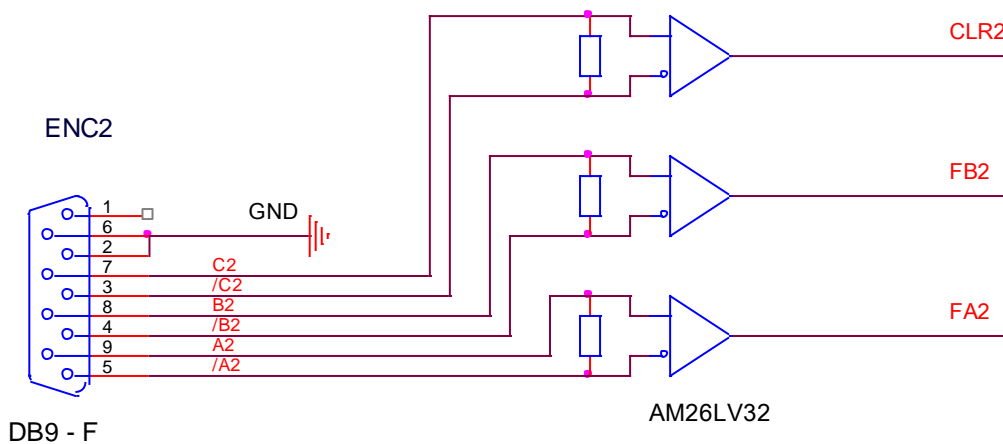 CLR2
ENC2
FB2
1
6
GND
2
7
C2
3
/C2
8
B2
4
/B2
9
A2
5
/A2
FA2
AM26LV32
DB9 - F